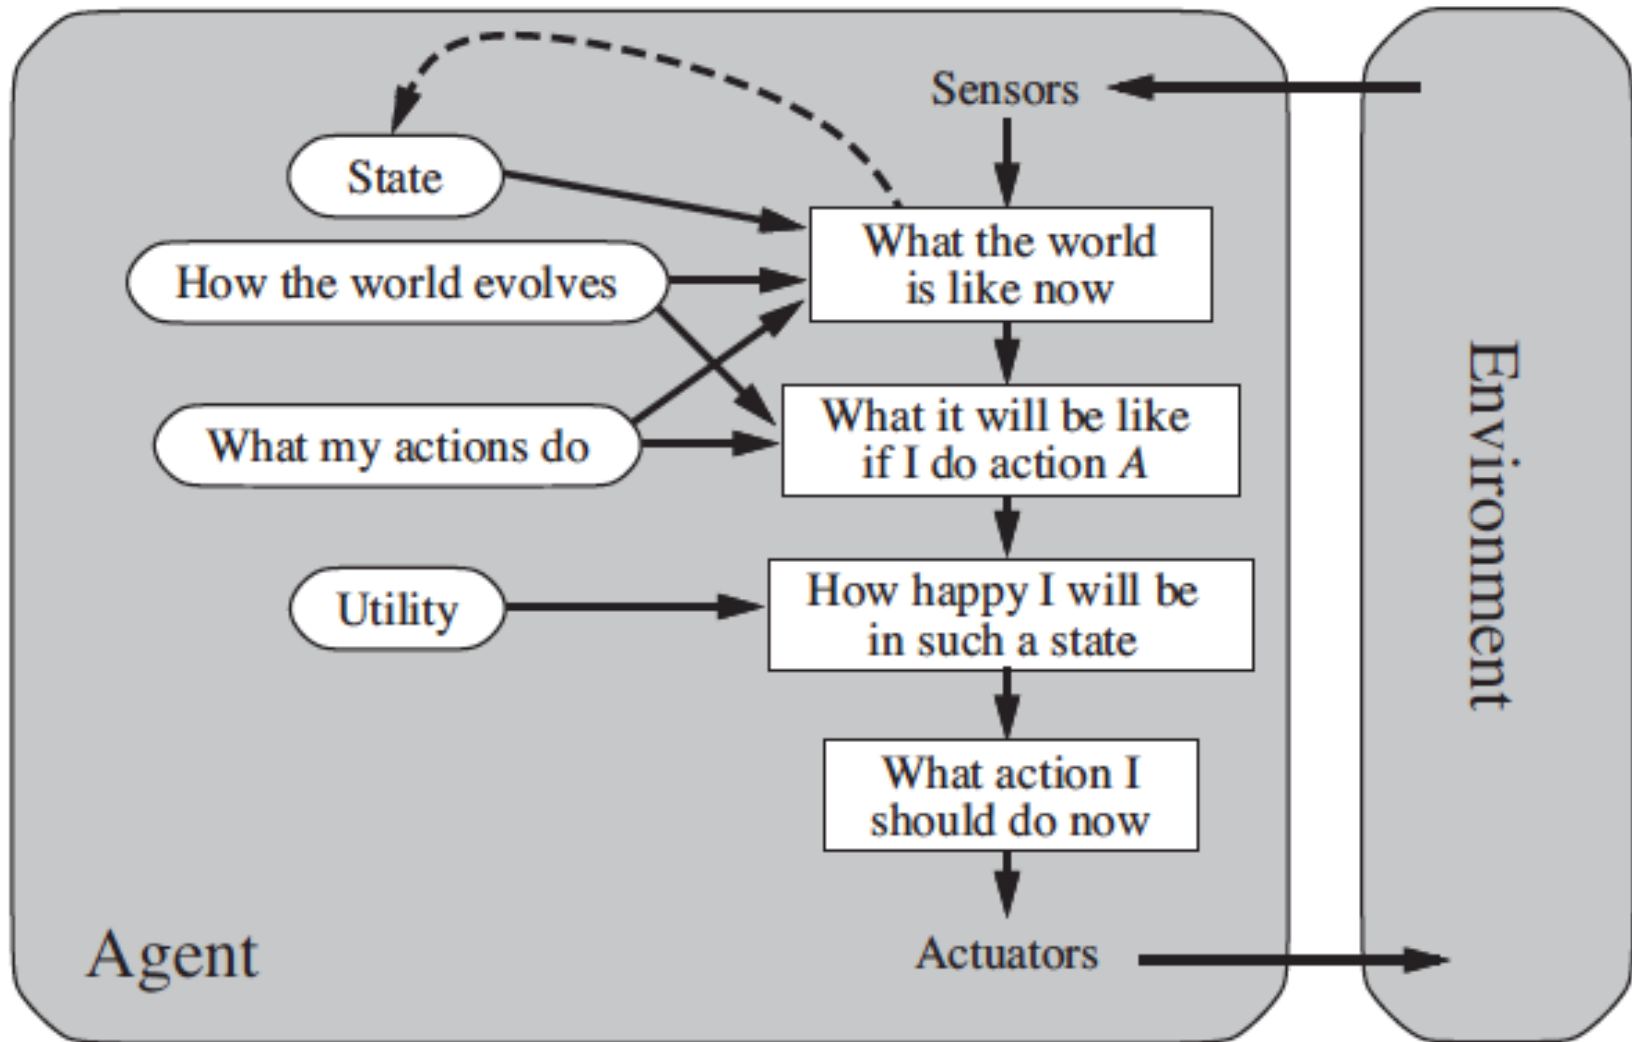 Sensors
State
What the world
is like now
How the world evolves
What it will be like
if I do action A
What my actions do
How happy I will be
in such a state
Utility
What action I
should do now
Actuators
Agent
Environment